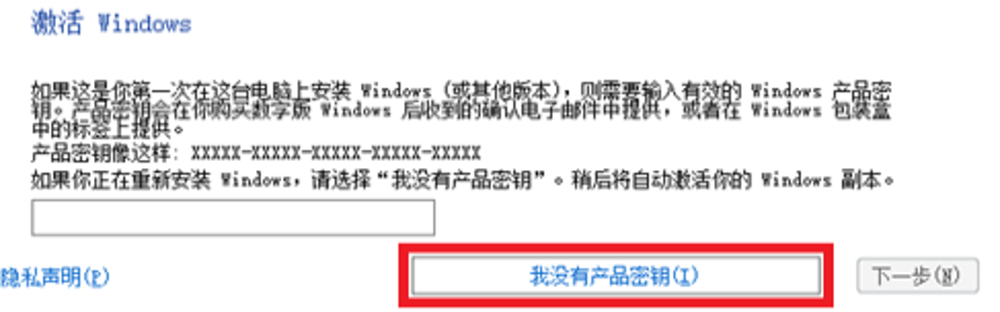 激活 Windows
如果这是你第一次在这台电脑上安装 Windows (或其他版本)，则需要输入有效的 Windows 产品密
钥。产品密钥会在你购买数字版 Windows 后收到的确认电子邮件中提供，或者在 Windows 包装盒
中的标签上提供。
产品密钥像这样: XXXXX-XXXXX-XXXXX-XXXXX-XXXXX
如果你正在重新安装 Windows，请选择“我没有产品密钥”。稍后将自动激活你的 Windows 副本。
隐私声明(P) 我没有产品密钥(I) 下一步(N)